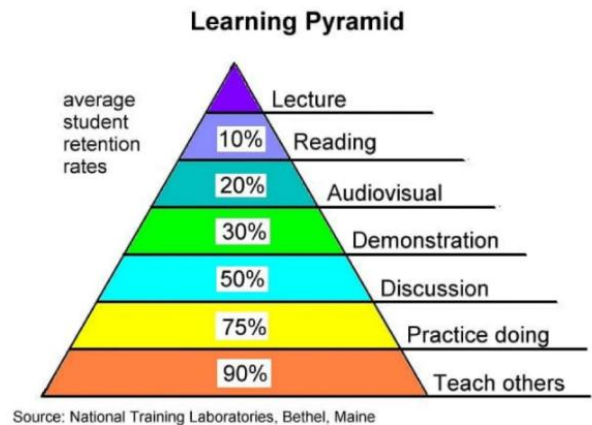 Learning Pyramid
average
student
retention
rates
Lecture
10% Reading
20% Audiovisual
30% Demonstration
50% Discussion
75% Practice doing
90% Teach others
Source: National Training Laboratories, Bethel, Maine